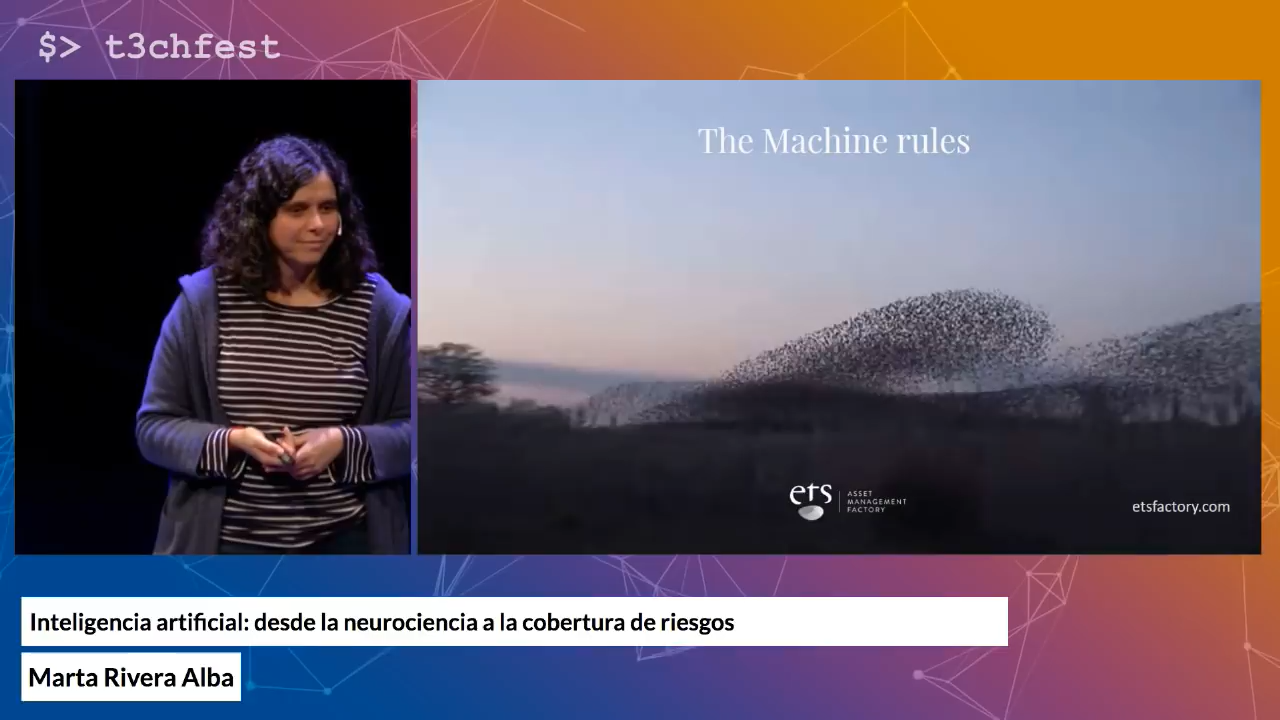 $> t3chfest
The Machine rules
ets
ASSET
MANAGEMENT
FACTORY
etsfactory.com
Inteligencia artificial: desde la neurociencia a la cobertura de riesgos
Marta Rivera Alba